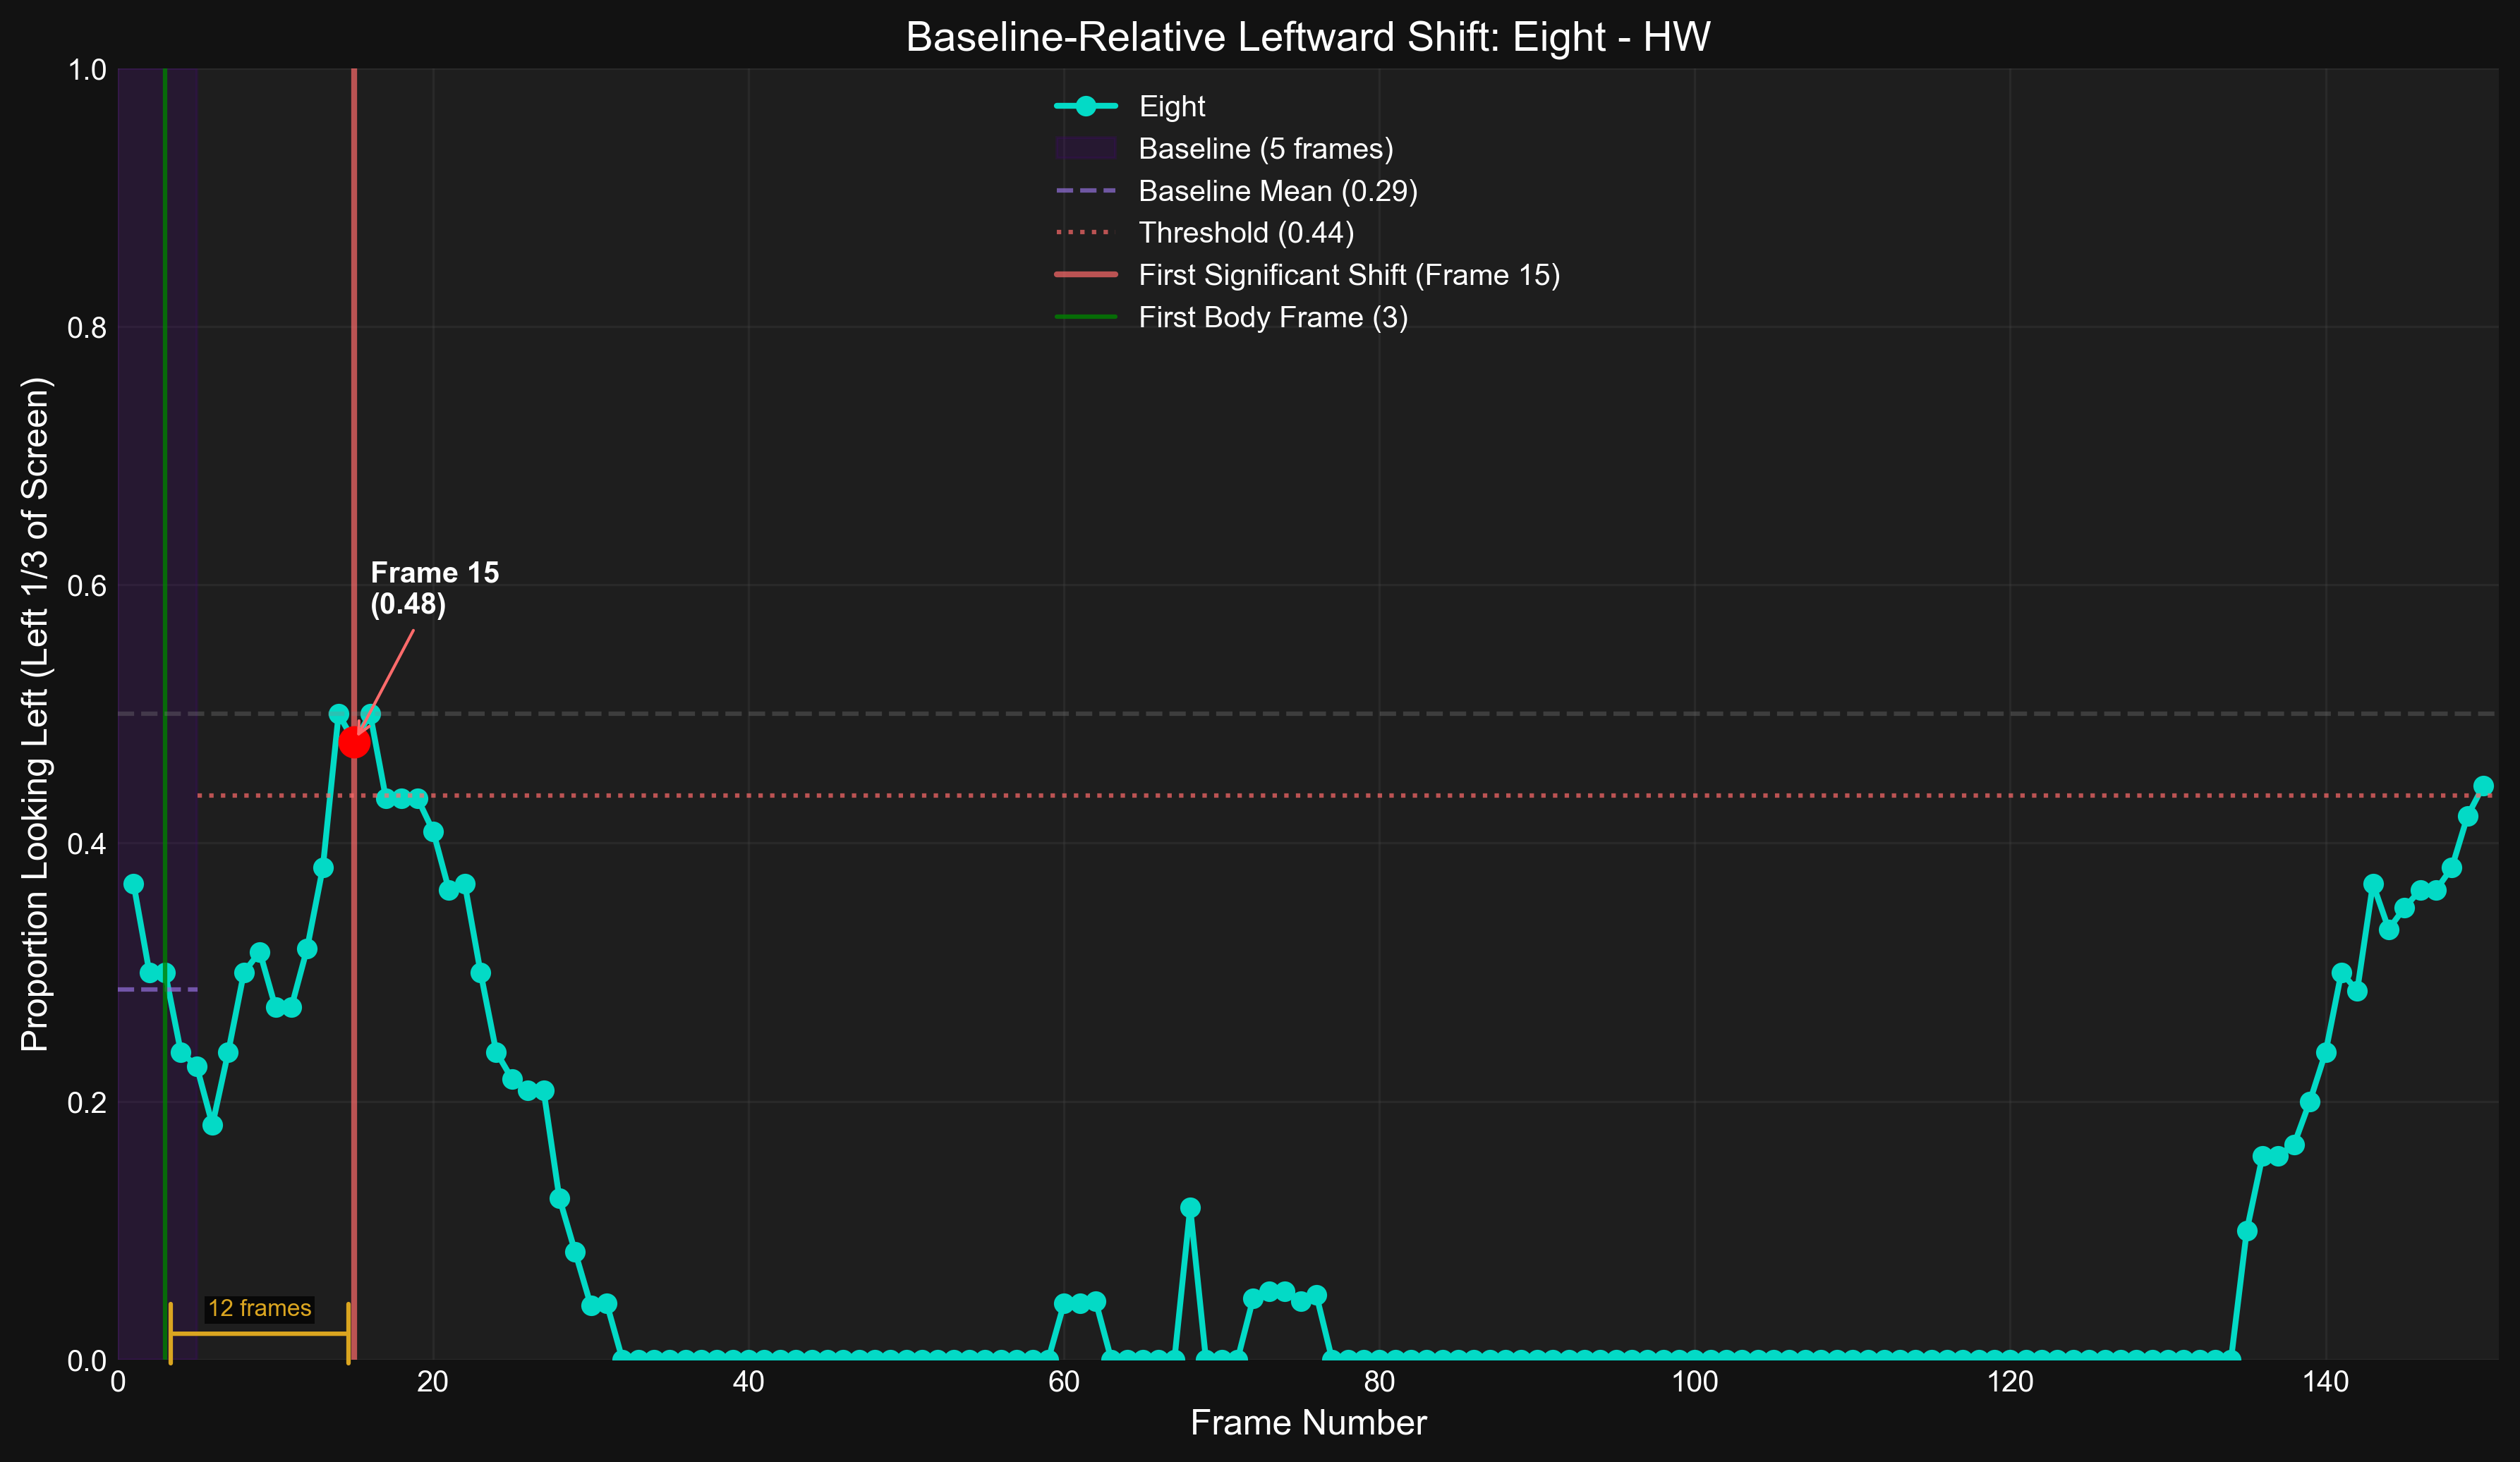 Baseline-Relative Leftward Shift: Eight - HW
Eight
Baseline (5 frames)
Baseline Mean (0.29)
Threshold (0.44)
First Significant Shift (Frame 15)
First Body Frame (3)
Proportion Looking Left (Left 1/3 of Screen)
1.0
0.8
0.6
0.4
0.2
0.0
Frame 15
(0.48)
12 frames
0
20
40
60
80
100
120
140
Frame Number